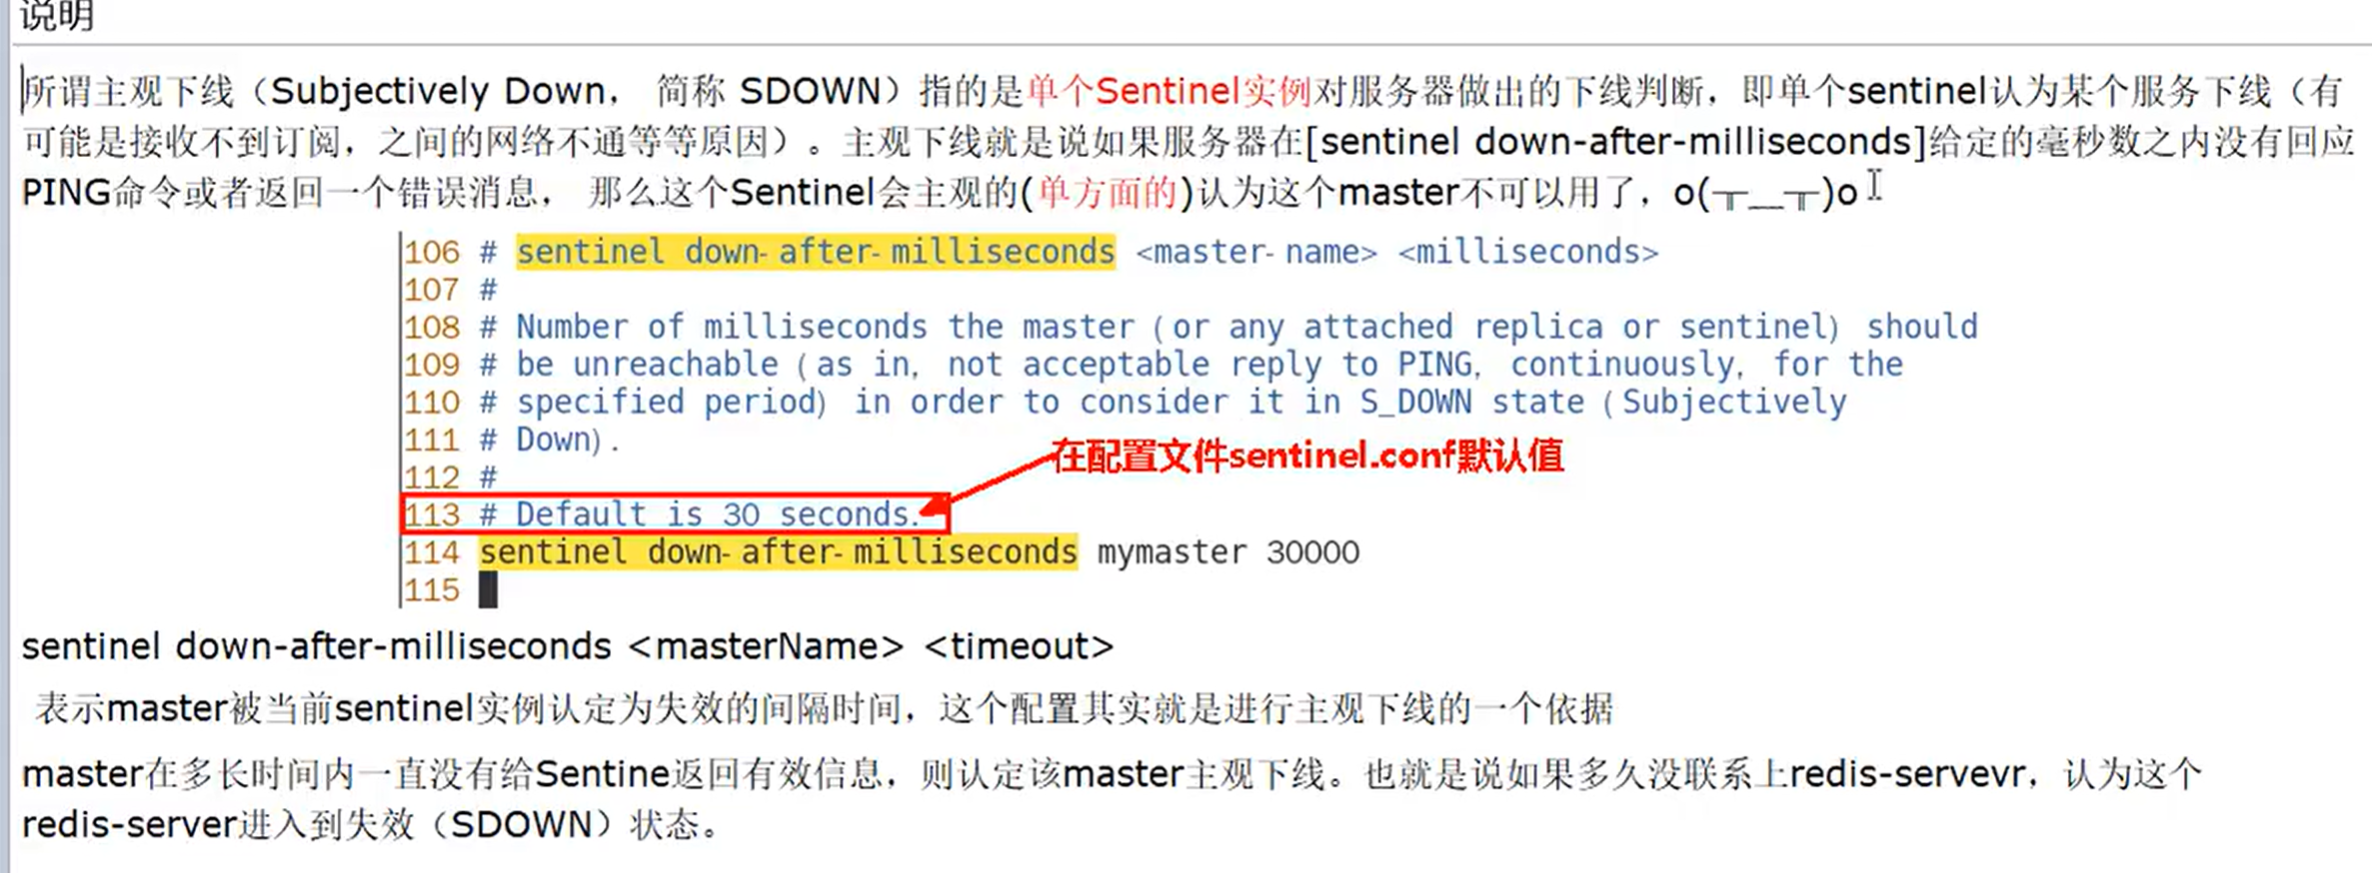 说明
所谓主观下线（Subjectively Down， 简称 SDOWN）指的是单个Sentinel实例对服务器做出的下线判断，即单个sentinel认为某个服务下线（有
可能是接收不到订阅，之间的网络不通等等原因）。主观下线就是说如果服务器在[sentinel down-after-milliseconds]给定的毫秒数之内没有回应
PING命令或者返回一个错误消息， 那么这个Sentinel会主观的(单方面的)认为这个master不可以用了，o(╥﹏╥)o
106 # sentinel down-after-milliseconds <master-name> <milliseconds>
107 #
108 # Number of milliseconds the master (or any attached replica or sentinel) should
109 # be unreachable (as in, not acceptable reply to PING, continuously, for the
110 # specified period) in order to consider it in S_DOWN state (Subjectively
111 # Down).
在配置文件sentinel.conf默认值
112 #
113 # Default is 30 seconds.
114 sentinel down-after-milliseconds mymaster 30000
115
sentinel down-after-milliseconds <masterName> <timeout>
表示master被当前sentinel实例认定为失效的间隔时间，这个配置其实就是进行主观下线的一个依据
master在多长时间内一直没有给Sentine返回有效信息，则认定该master主观下线。也就是说如果多久没联系上redis-servevr，认为这个
redis-server进入到失效（SDOWN）状态。